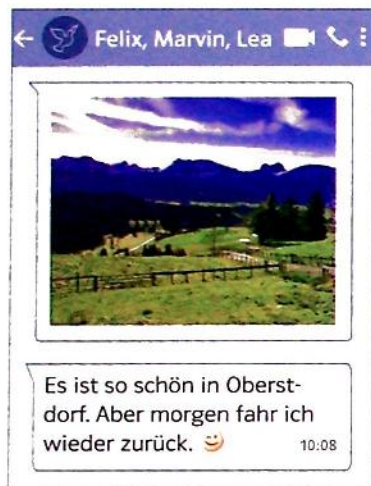 Felix, Marvin, Lea
Es ist so schön in Oberst-
dorf. Aber morgen fahr ich
wieder zurück. 😃
10:08